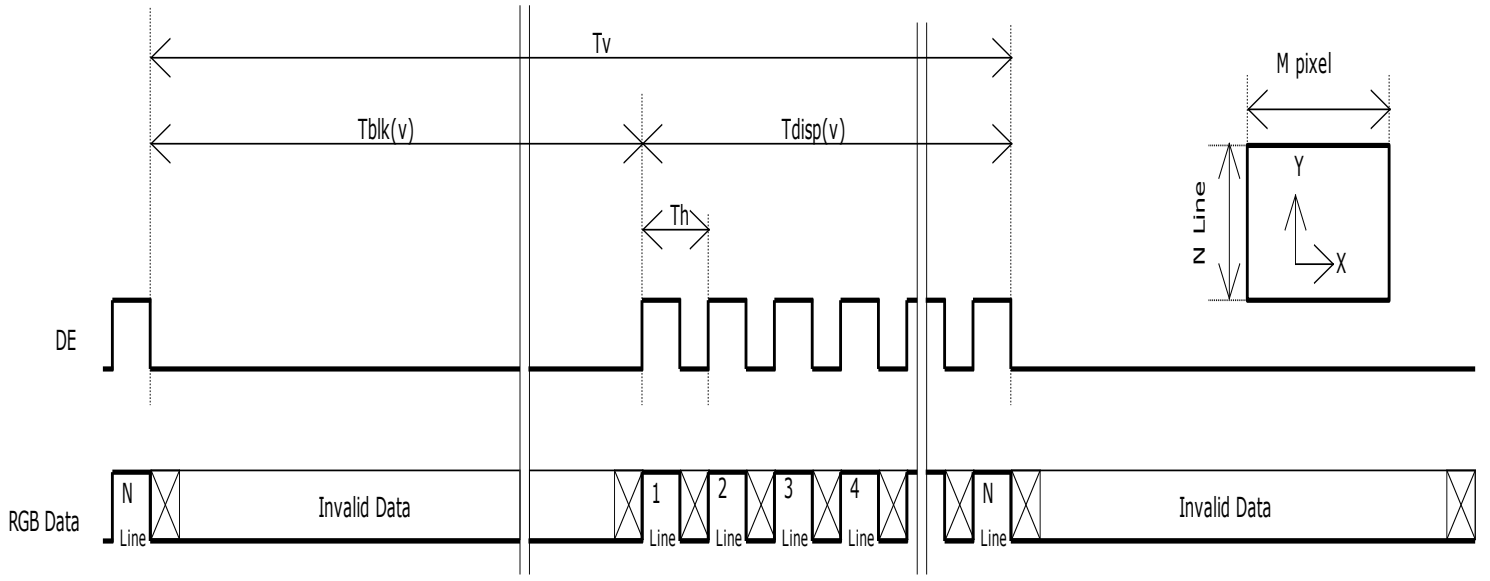 Tv
M pixel
Tblk(v)
Tdisp(v)
Y
N Line
Th
X
DE
RGB Data
N
Line
Invalid Data
1
Line
2
Line
3
Line
4
Line
N
Line
Invalid Data